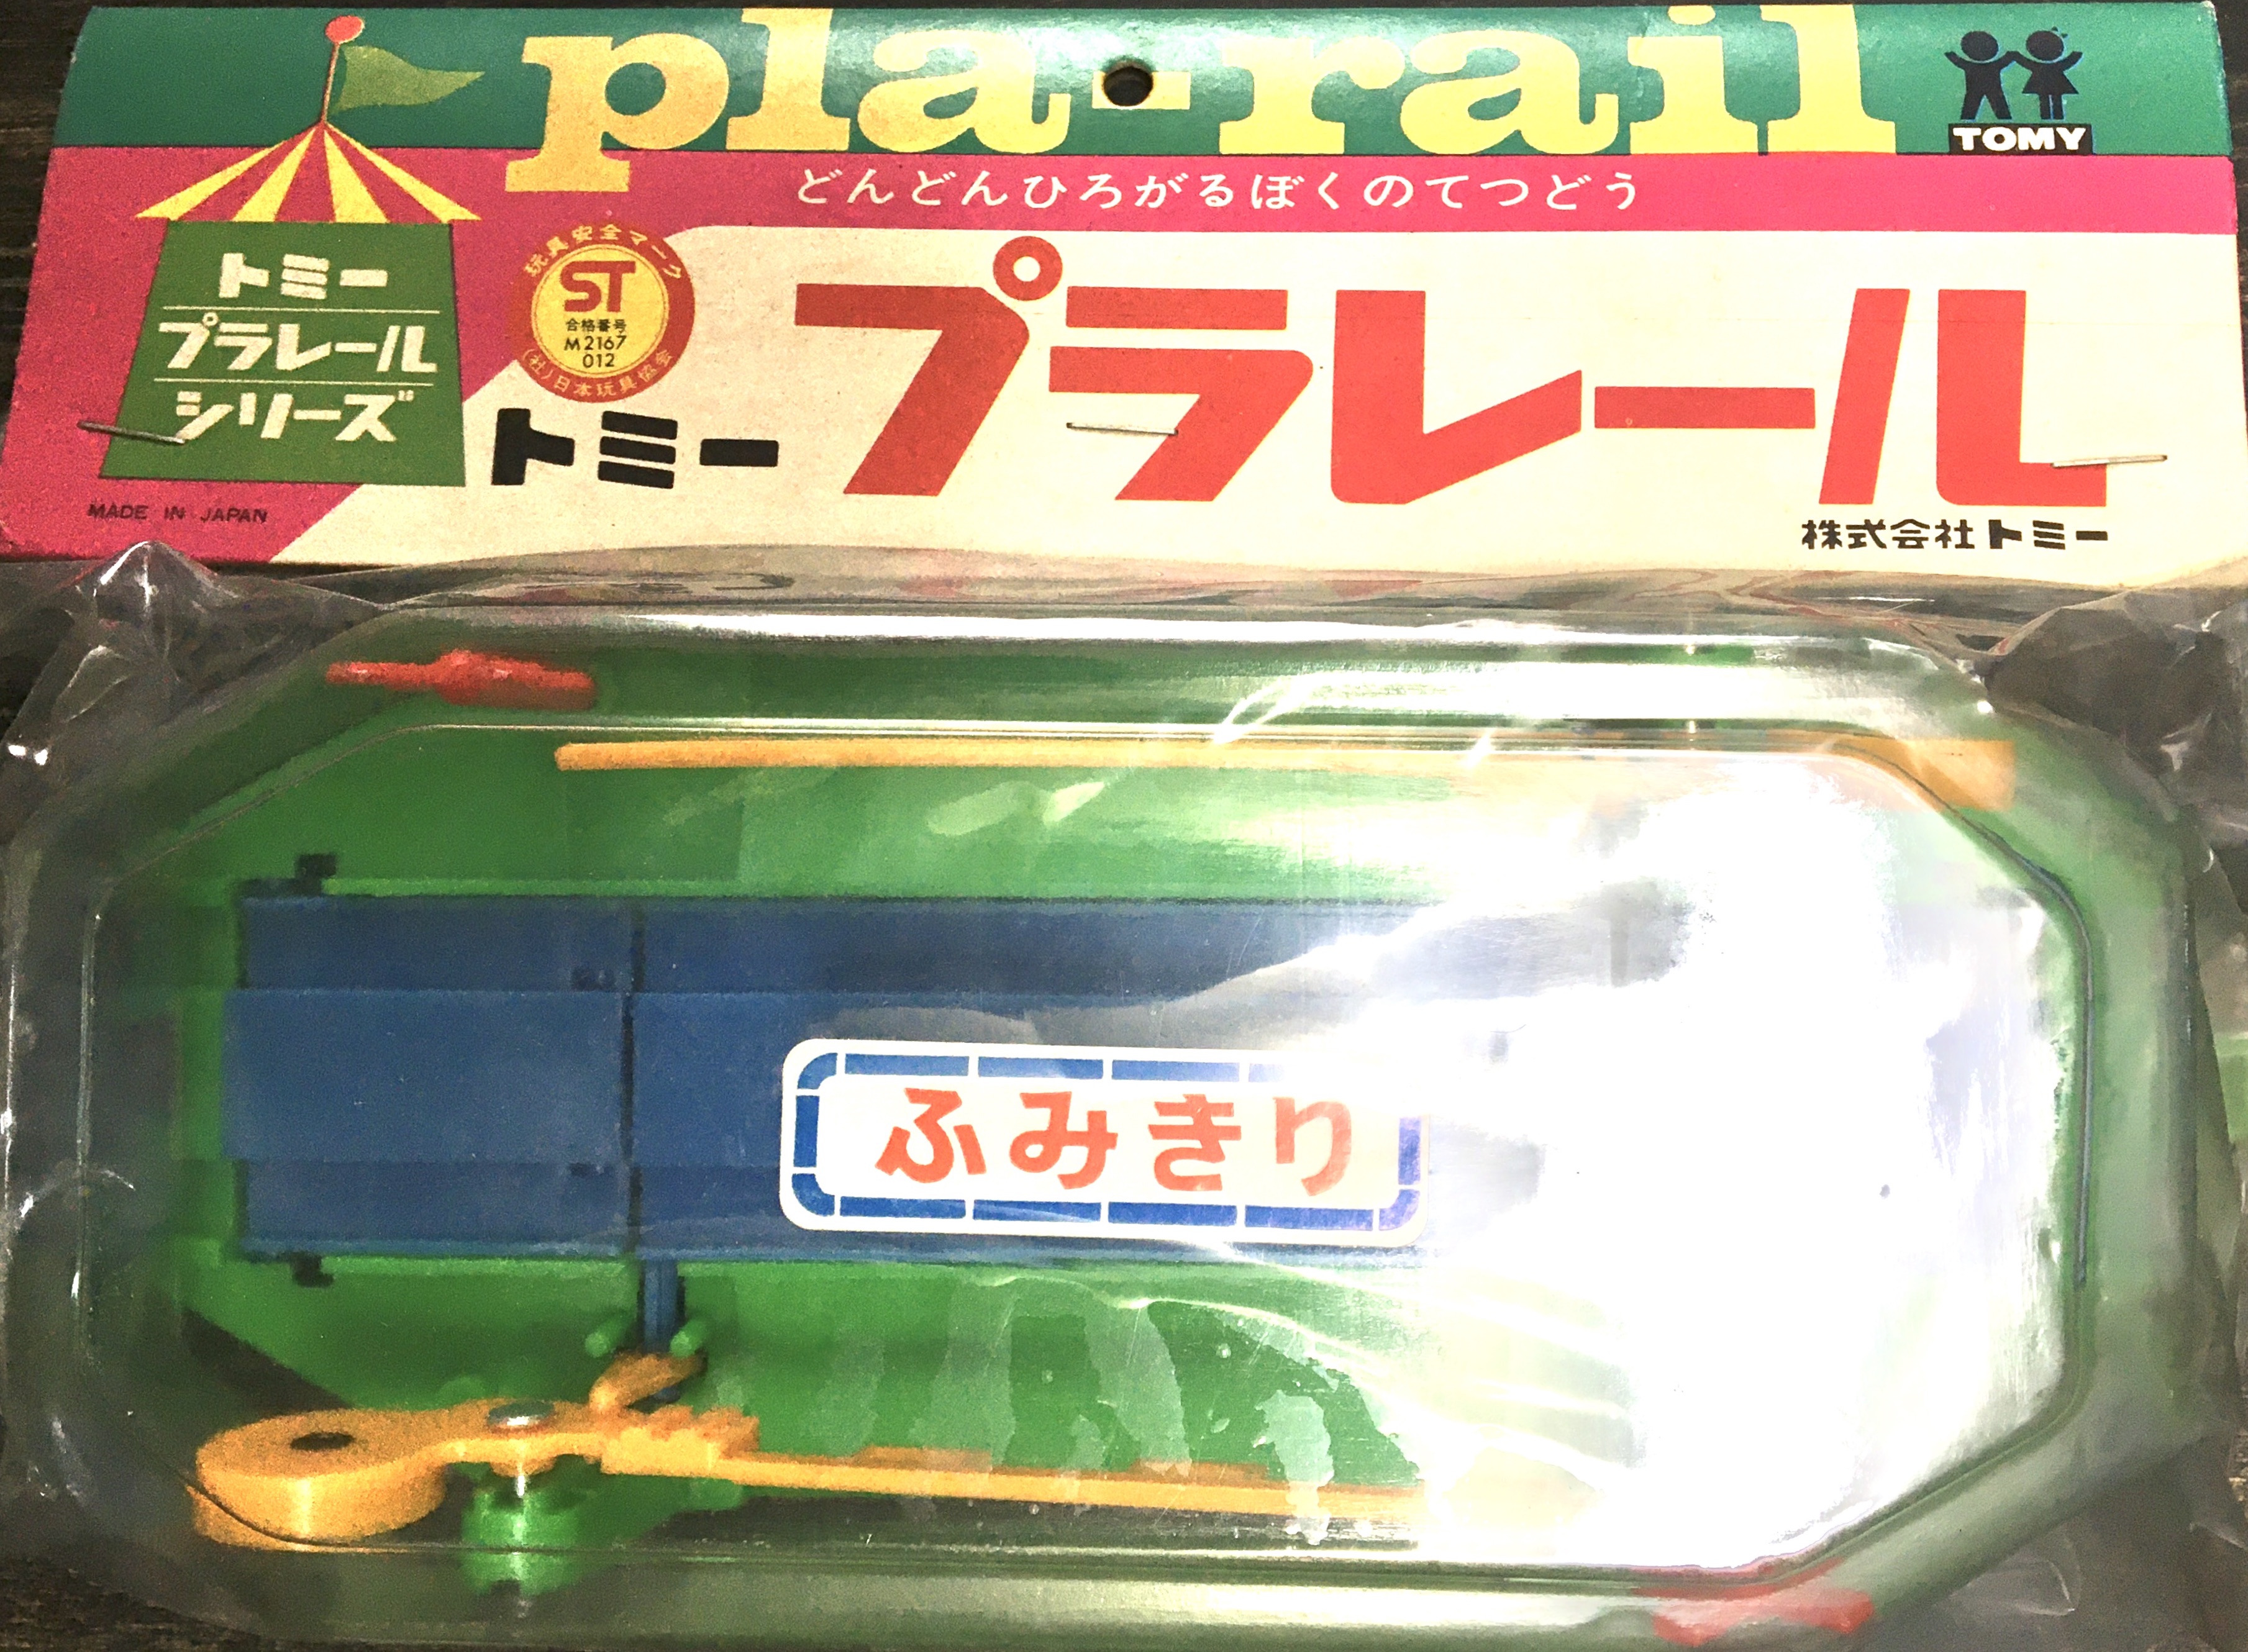 pla-rail
TOMY
どんどんひろがるぼくのてつどう
トミー
プラレール
シリーズ
玩具安全マーク
ST
合格番号
M2167
012
(社)日本玩具協会
トミー プラレール
MADE IN JAPAN
株式会社トミー
ふみきり